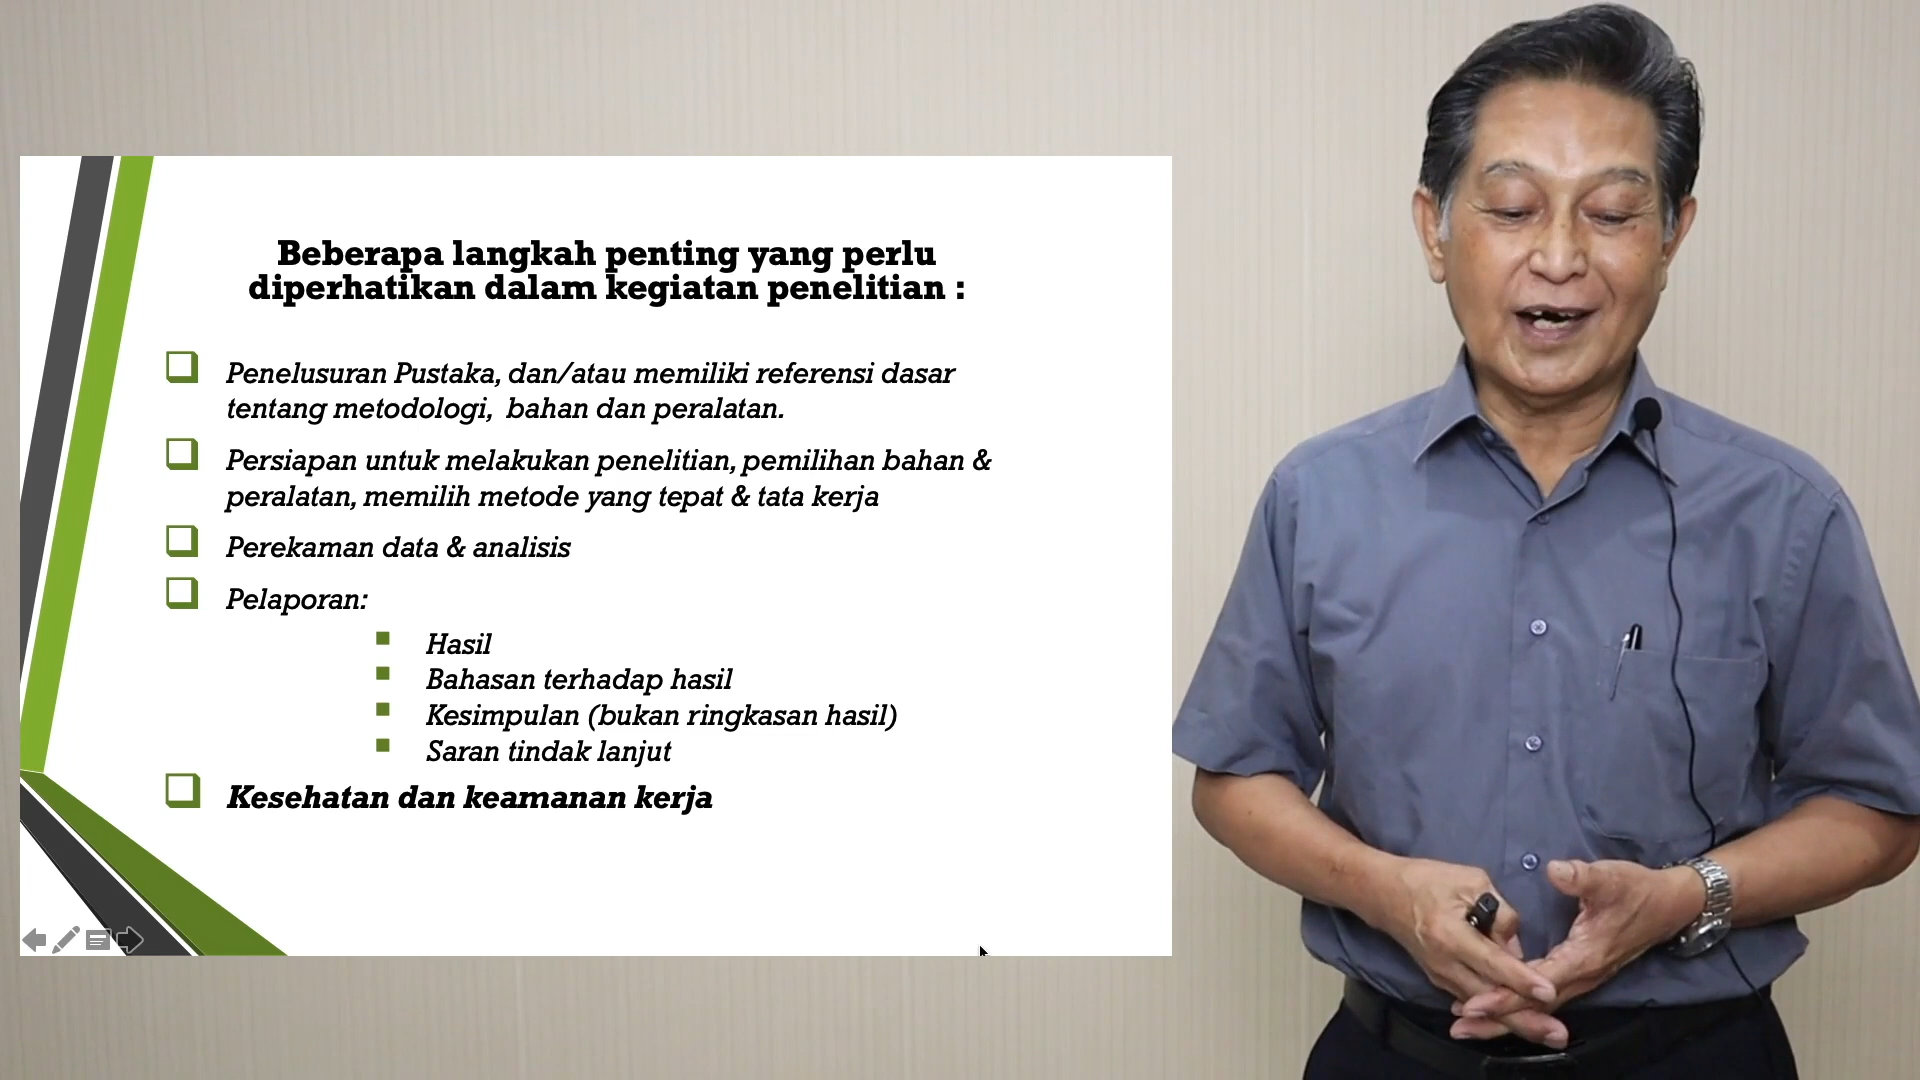 Beberapa langkah penting yang perlu
diperhatikan dalam kegiatan penelitian :
Penelusuran Pustaka, dan/atau memiliki referensi dasar
tentang metodologi, bahan dan peralatan.
Persiapan untuk melakukan penelitian, pemilihan bahan &
peralatan, memilih metode yang tepat & tata kerja
Perekaman data & analisis
Pelaporan:
Hasil
Bahasan terhadap hasil
Kesimpulan (bukan ringkasan hasil)
Saran tindak lanjut
Kesehatan dan keamanan kerja